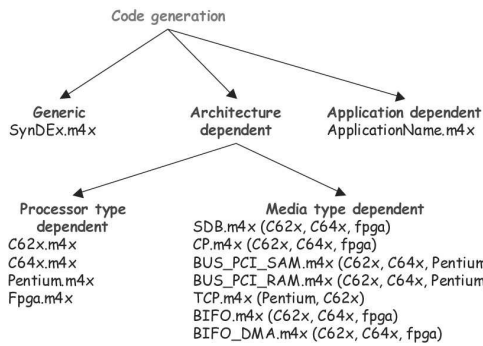 Code generation
Generic
SynDEx.m4x
Architecture
dependent
Application dependent
ApplicationName.m4x
Processor type
dependent
C62x.m4x
C64x.m4x
Pentium.m4x
Fpga.m4x
Media type dependent
SDB.m4x (C62x, C64x, fpga)
CP.m4x (C62x, C64x, fpga)
BUS_PCI_SAM.m4x (C62x, C64x, Pentium
BUS_PCI_RAM.m4x (C62x, C64x, Pentium
TCP.m4x (Pentium, C62x)
BIFO.m4x (C62x, C64x, fpga)
BIFO_DMA.m4x (C62x, C64x, fpga)